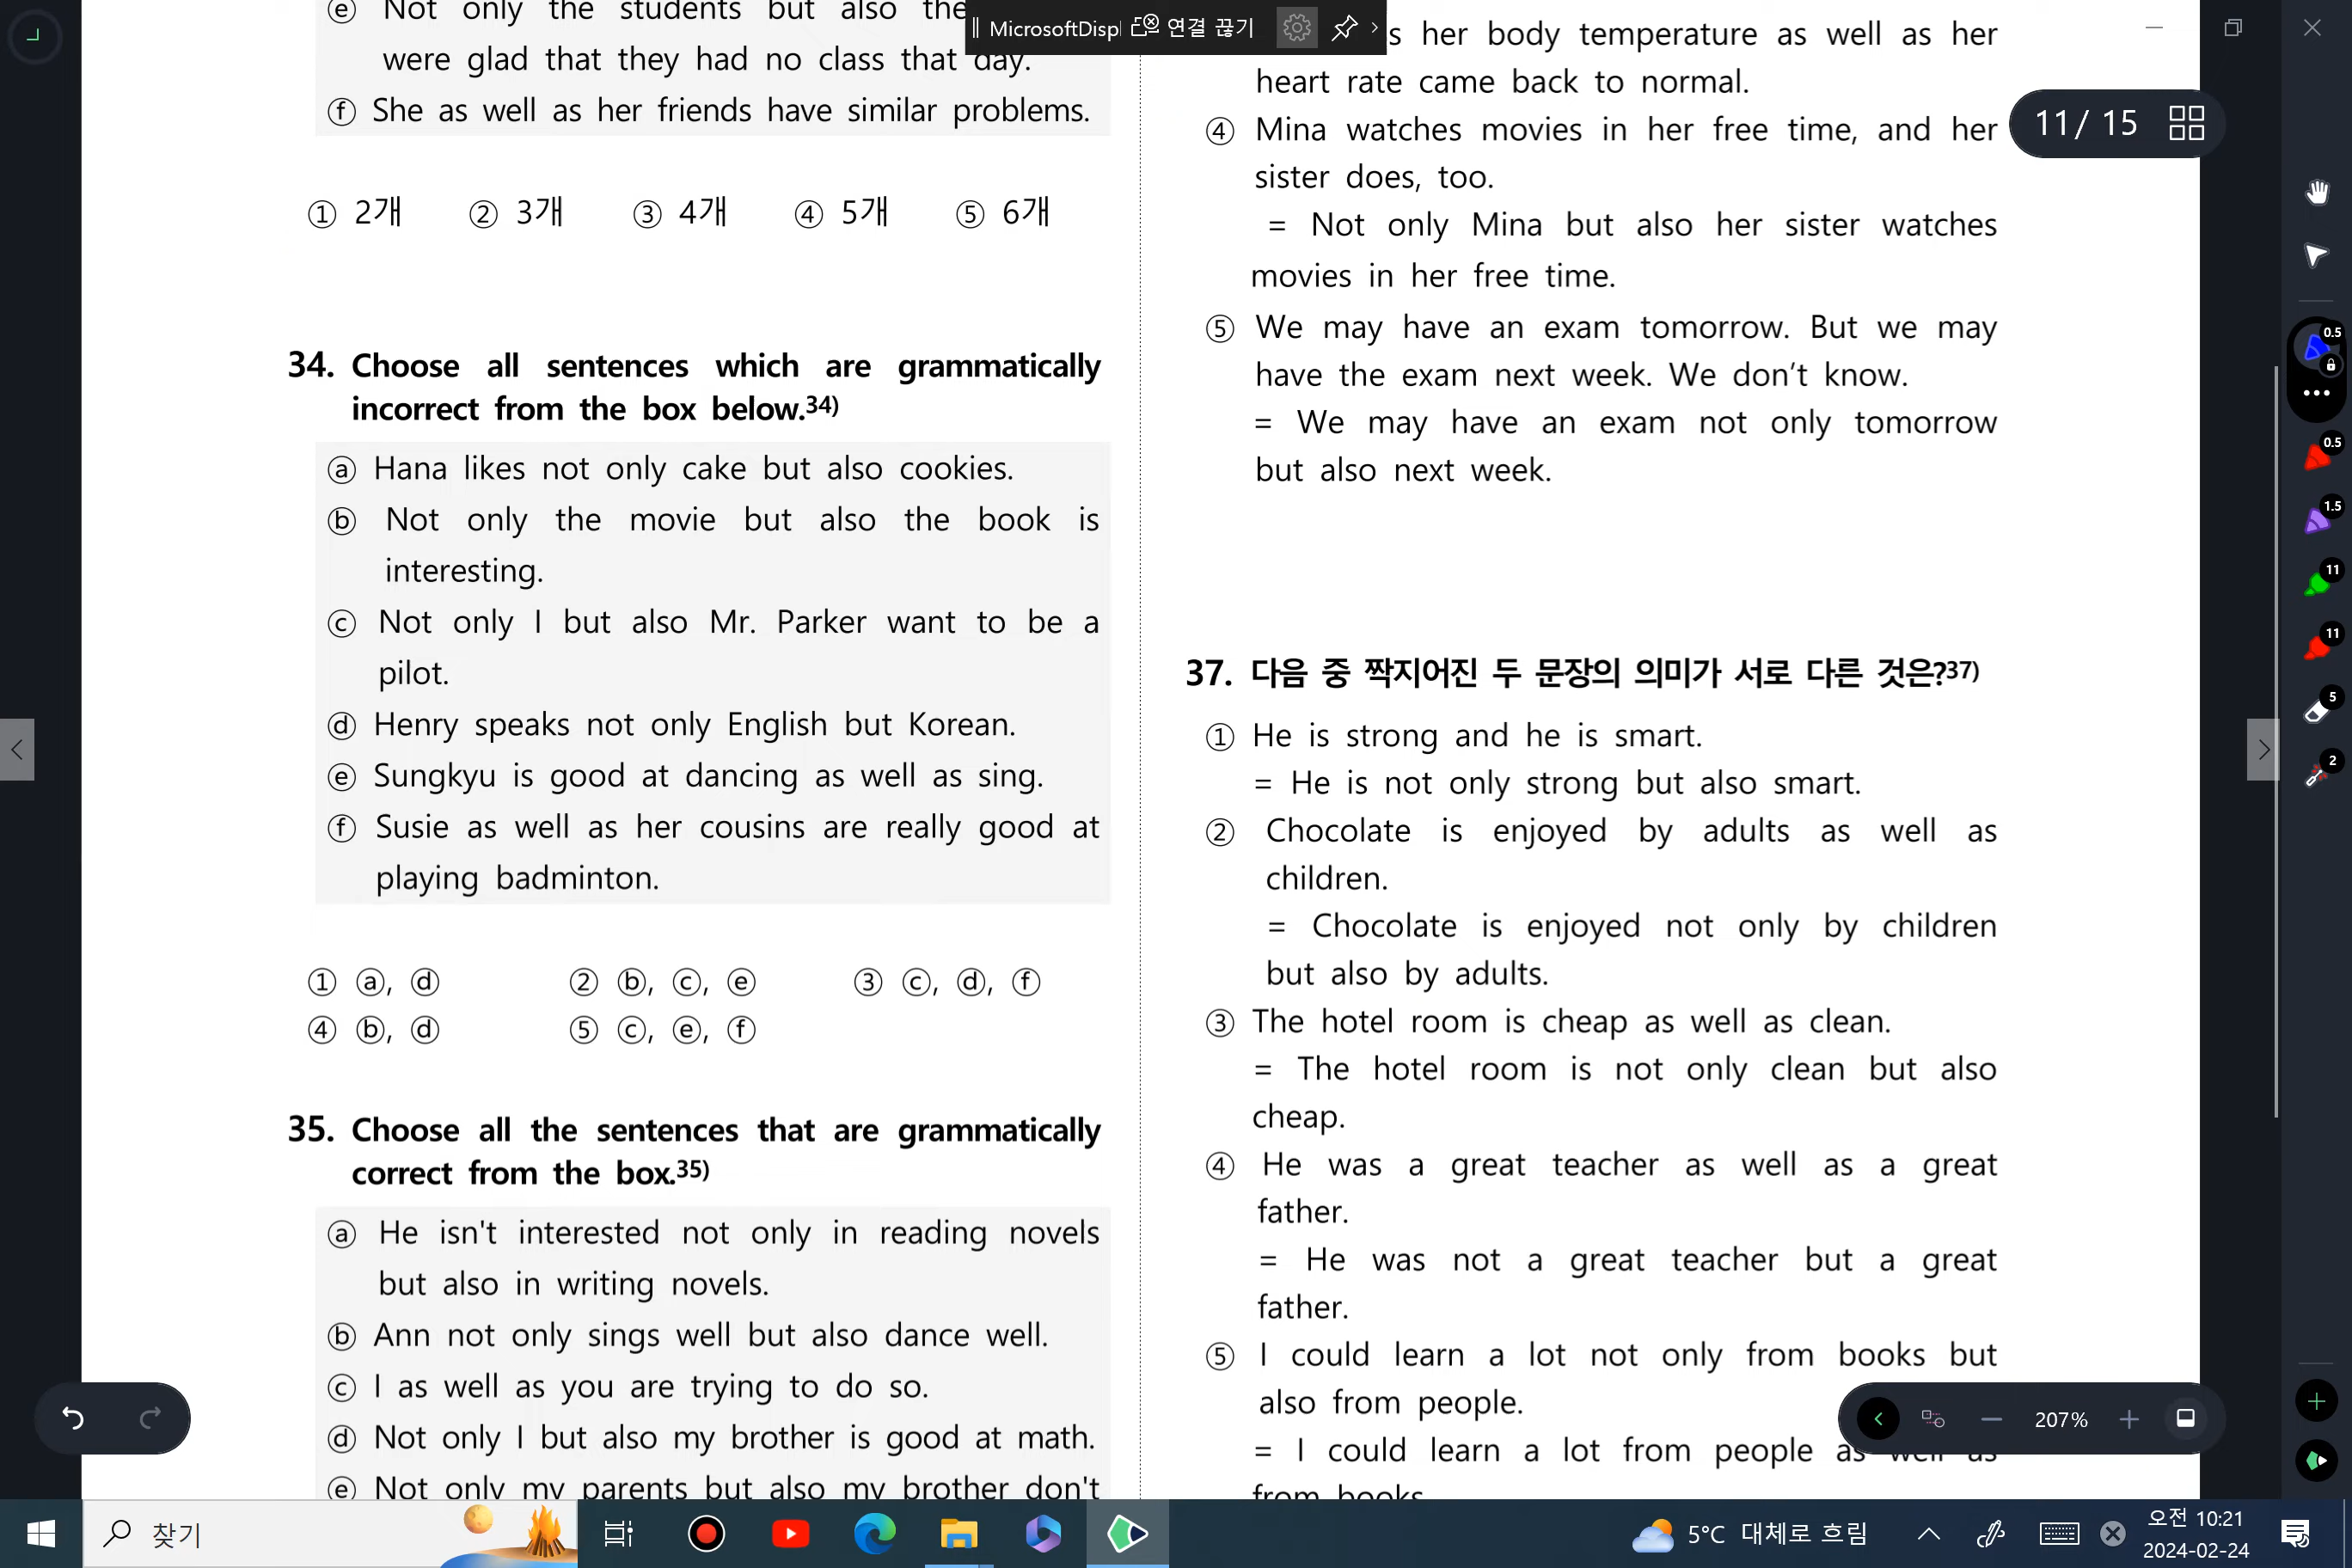 ⓔ Not only the students but also the
were glad that they had no class that day.
ⓕ She as well as her friends have similar problems.
① 2개 ② 3개 ③ 4개 ④ 5개 ⑤ 6개
34. Choose all sentences which are grammatically
incorrect from the box below.34)
ⓐ Hana likes not only cake but also cookies.
ⓑ Not only the movie but also the book is
interesting.
ⓒ Not only I but also Mr. Parker want to be a
pilot.
ⓓ Henry speaks not only English but Korean.
ⓔ Sungkyu is good at dancing as well as sing.
ⓕ Susie as well as her cousins are really good at
playing badminton.
① ⓐ, ⓓ ② ⓑ, ⓒ, ⓔ ③ ⓒ, ⓓ, ⓕ
④ ⓑ, ⓓ ⑤ ⓒ, ⓔ, ⓕ
35. Choose all the sentences that are grammatically
correct from the box.35)
ⓐ He isn't interested not only in reading novels
but also in writing novels.
ⓑ Ann not only sings well but also dance well.
ⓒ I as well as you are trying to do so.
ⓓ Not only I but also my brother is good at math.
ⓔ Not only my parents but also my brother don't
MicrosoftDispl 연결 끊기
s her body temperature as well as her
heart rate came back to normal.
④ Mina watches movies in her free time, and her
sister does, too.
= Not only Mina but also her sister watches
movies in her free time.
⑤ We may have an exam tomorrow. But we may
have the exam next week. We don't know.
= We may have an exam not only tomorrow
but also next week.
37. 다음 중 짝지어진 두 문장의 의미가 서로 다른 것은?37)
① He is strong and he is smart.
= He is not only strong but also smart.
② Chocolate is enjoyed by adults as well as
children.
= Chocolate is enjoyed not only by children
but also by adults.
③ The hotel room is cheap as well as clean.
= The hotel room is not only clean but also
cheap.
④ He was a great teacher as well as a great
father.
= He was not a great teacher but a great
father.
⑤ I could learn a lot not only from books but
also from people.
= I could learn a lot from people as well as
from books
11/ 15
0.5
0.5
1.5
11
11
5
2
207%
찾기
5°C 대체로 흐림
오전 10:21
2024-02-24